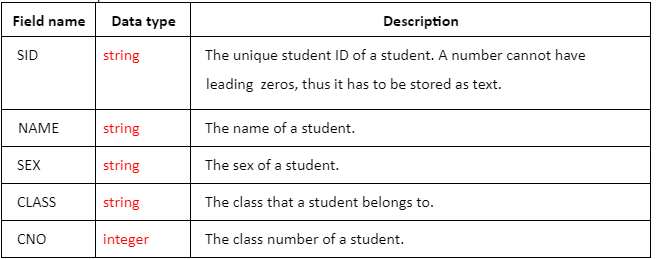 Field name Data type Description
SID string The unique student ID of a student. A number cannot have
leading zeros, thus it has to be stored as text.
NAME string The name of a student.
SEX string The sex of a student.
CLASS string The class that a student belongs to.
CNO integer The class number of a student.